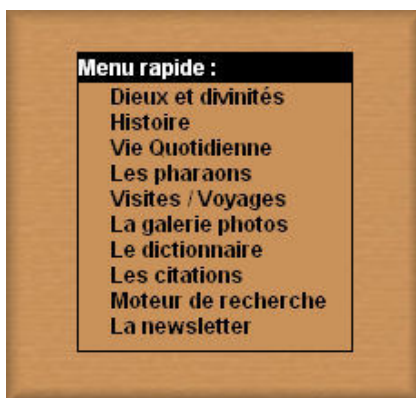 Menu rapide :
Dieux et divinités
Histoire
Vie Quotidienne
Les pharaons
Visites / Voyages
La galerie photos
Le dictionnaire
Les citations
Moteur de recherche
La newsletter